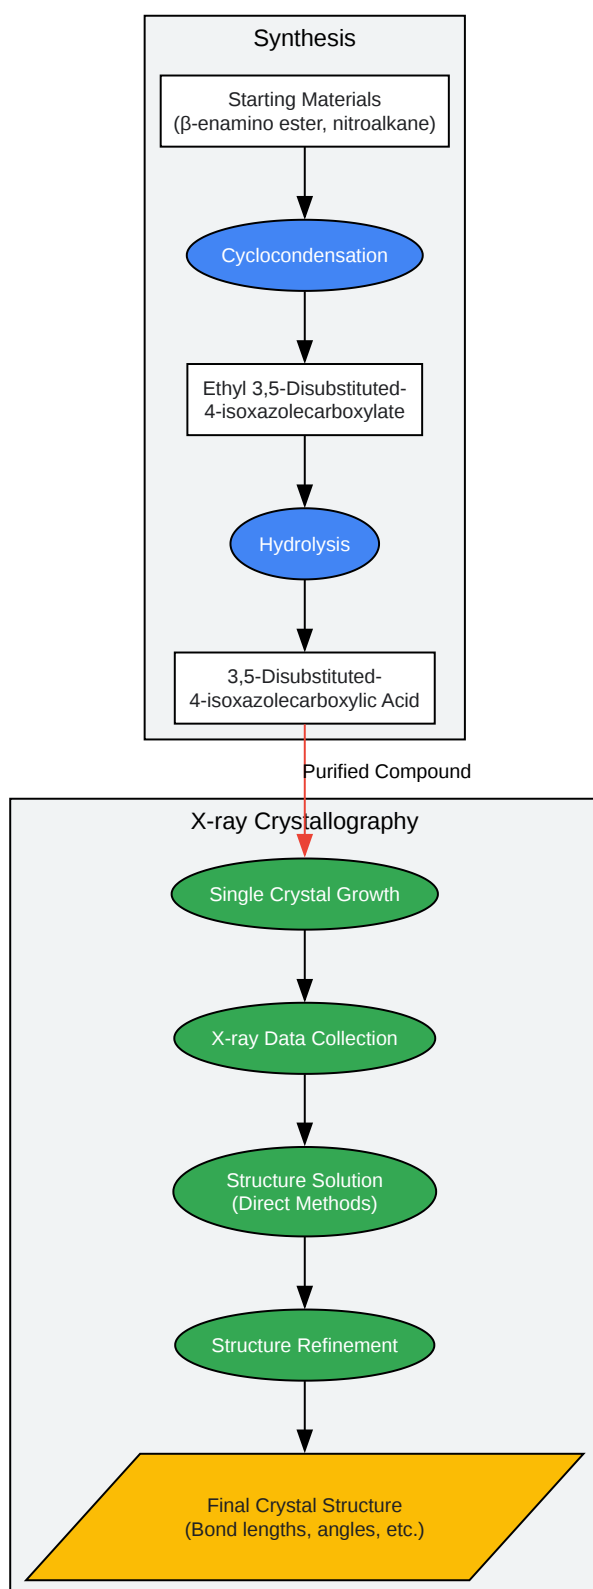 Synthesis
Starting Materials
(β-enamino ester, nitroalkane)
Cyclocondensation
Ethyl 3,5-Disubstituted-
4-isoxazolecarboxylate
Hydrolysis
3,5-Disubstituted-
4-isoxazolecarboxylic Acid
Purified Compound
X-ray Crystallography
Single Crystal Growth
X-ray Data Collection
Structure Solution
(Direct Methods)
Structure Refinement
Final Crystal Structure
(Bond lengths, angles, etc.)